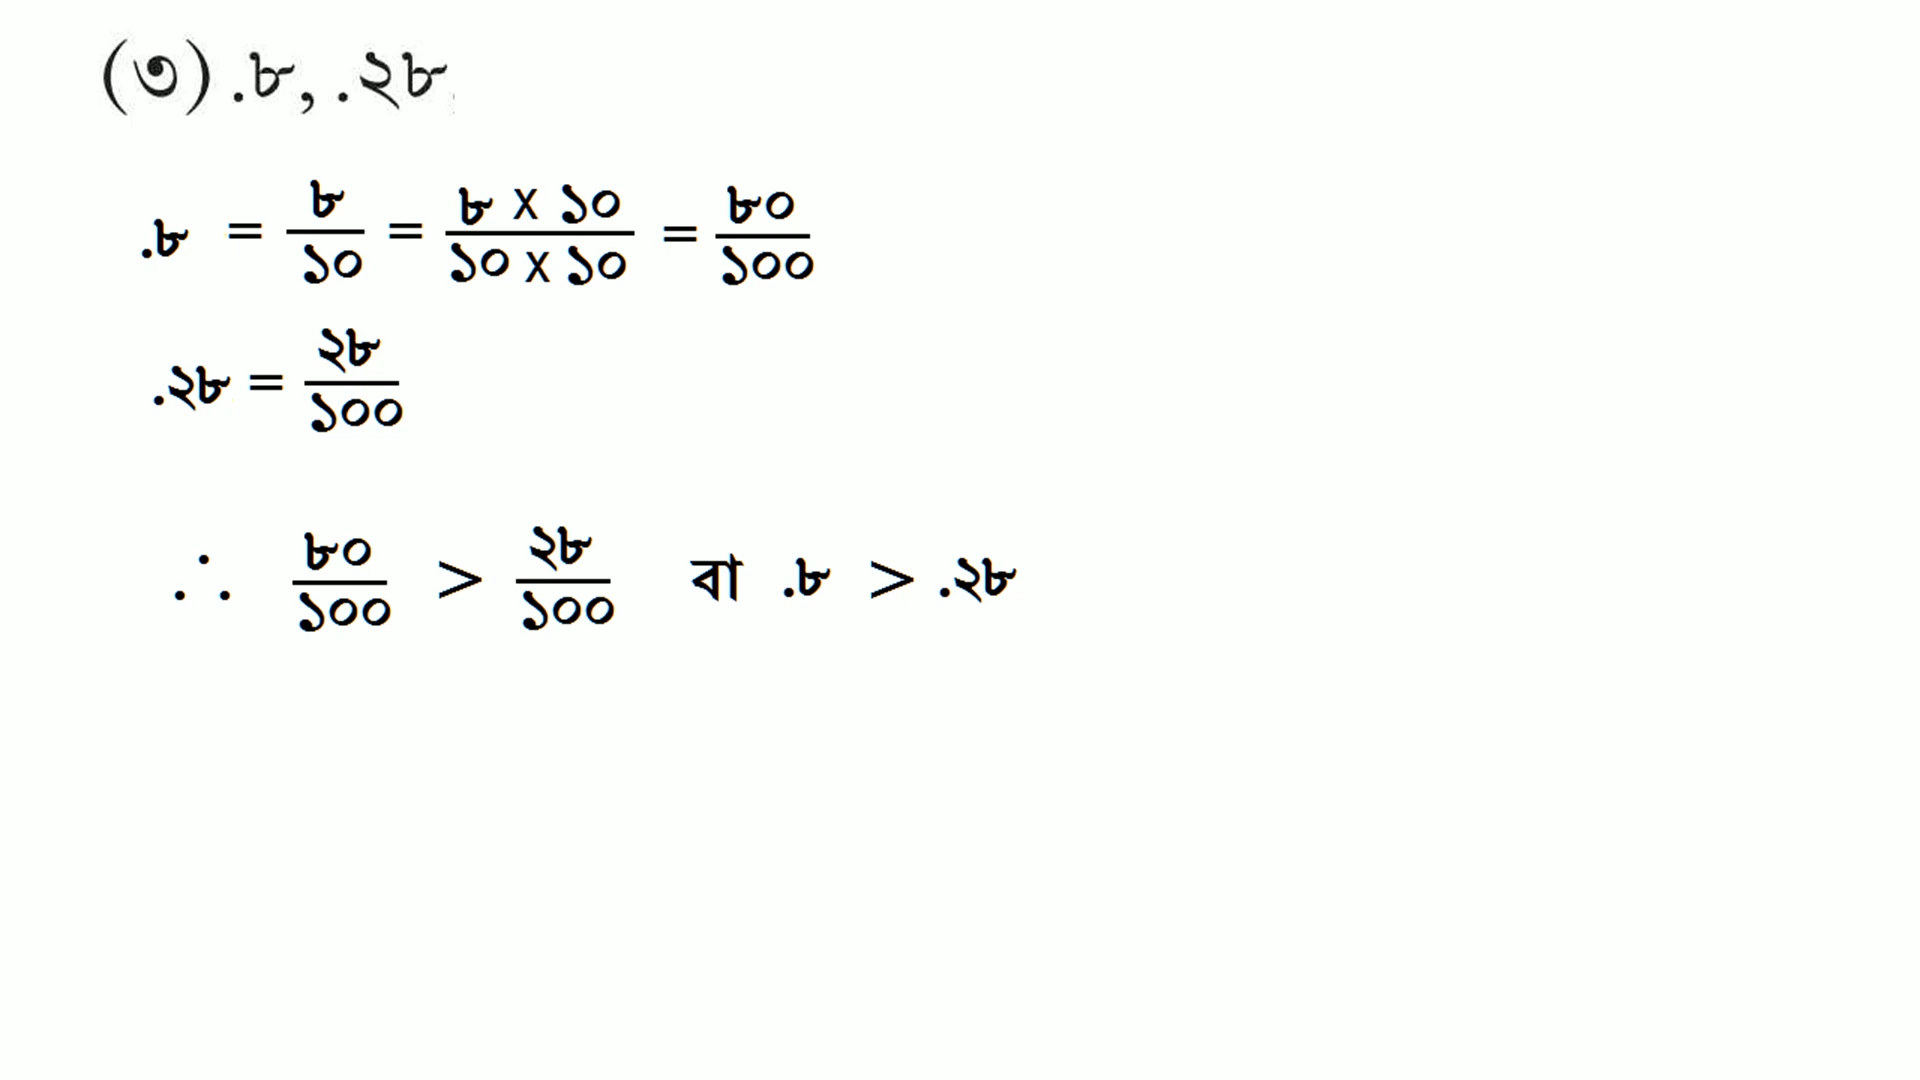 (৩) .৮, .২৮
.৮ = ৮/১০ = ৮ x ১০/১০ x ১০ = ৮০/১০০
.২৮ = ২৮/১০০
∴ ৮০/১০০ > ২৮/১০০ বা .৮ > .২৮